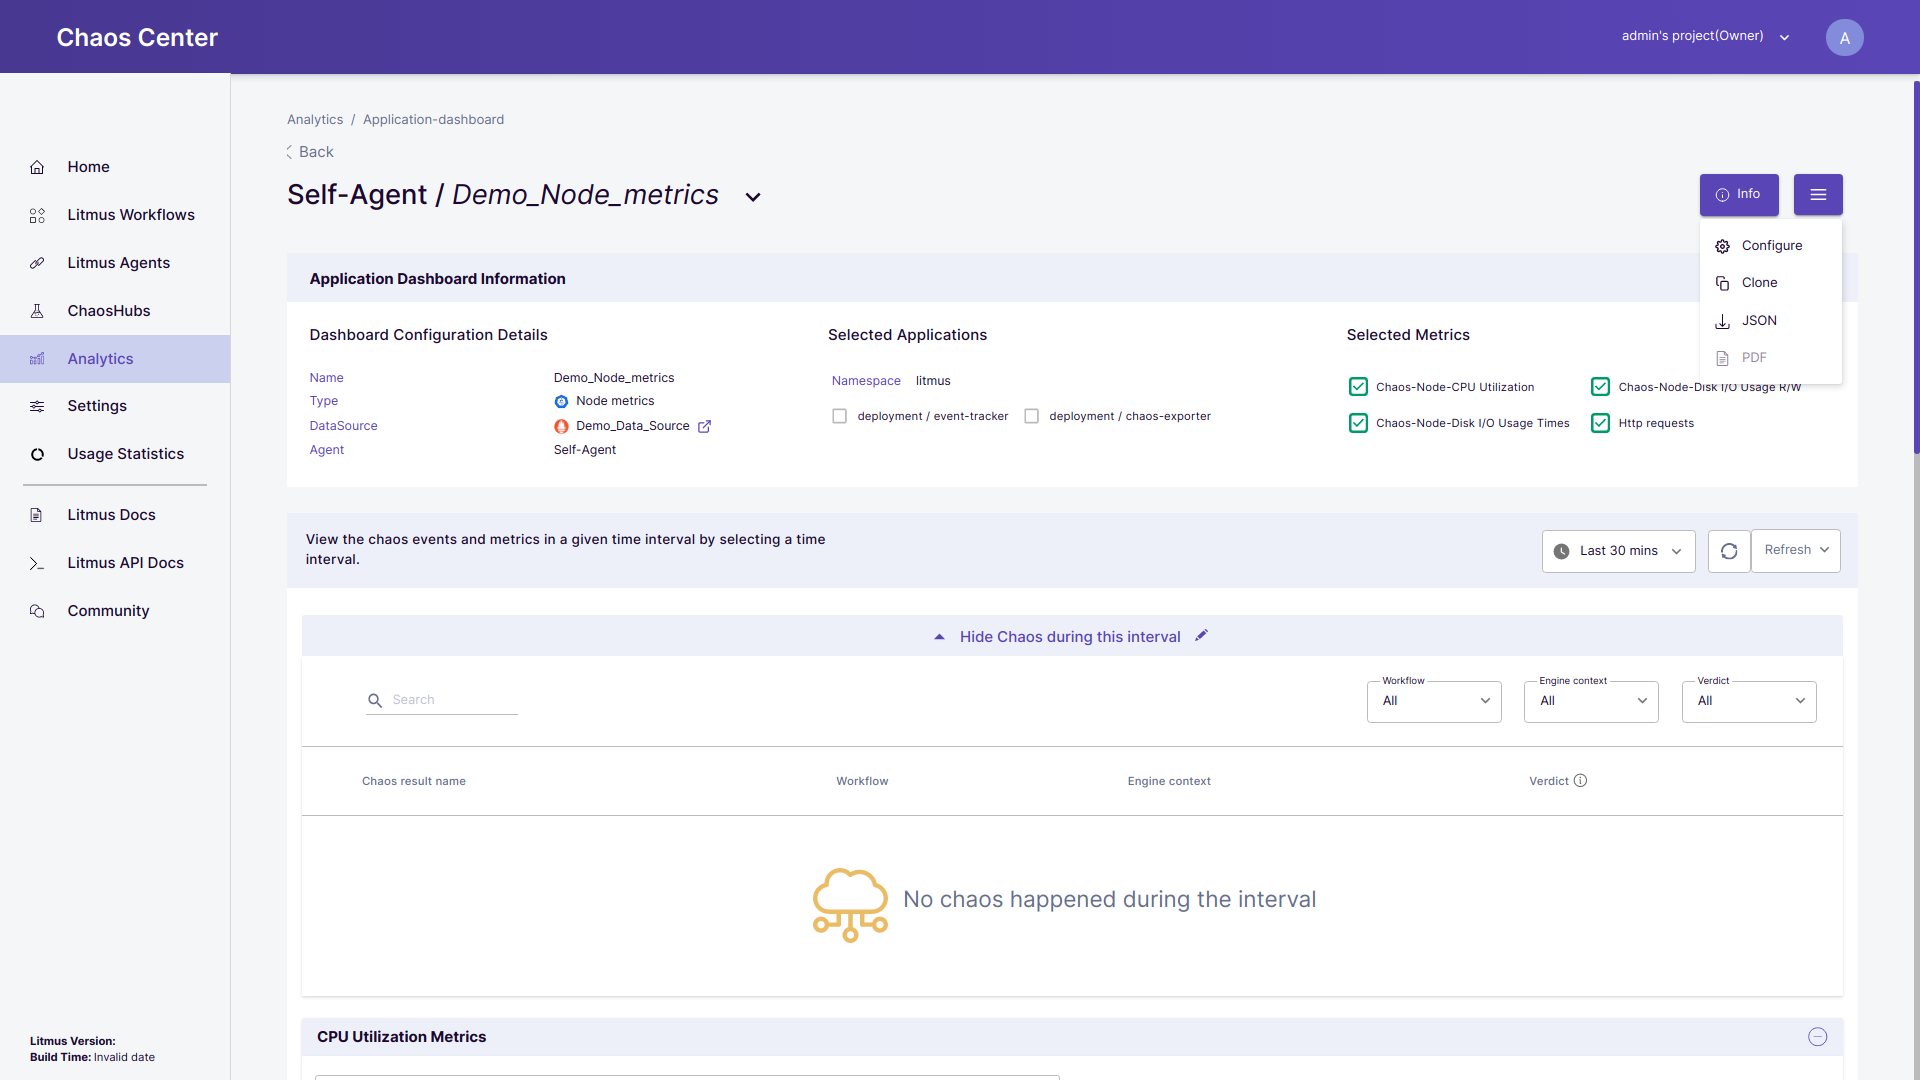 Chaos Center
admin's project(Owner)
A
Home
Litmus Workflows
Litmus Agents
ChaosHubs
Analytics
Settings
Usage Statistics
Litmus Docs
Litmus API Docs
Community
Litmus Version:
Build Time: Invalid date
Analytics / Application-dashboard
Back
Self-Agent / Demo_Node_metrics
Info
Configure
Clone
JSON
PDF
Application Dashboard Information
Dashboard Configuration Details
Name Demo_Node_metrics
Type Node metrics
DataSource Demo_Data_Source
Agent Self-Agent
Selected Applications
Namespace litmus
deployment / event-tracker deployment / chaos-exporter
Selected Metrics
Chaos-Node-CPU Utilization Chaos-Node-Disk I/O Usage R/W
Chaos-Node-Disk I/O Usage Times Http requests
View the chaos events and metrics in a given time interval by selecting a time
interval.
Last 30 mins
Refresh
Hide Chaos during this interval
Search
Workflow
All
Engine context
All
Verdict
All
Chaos result name Workflow Engine context Verdict
No chaos happened during the interval
CPU Utilization Metrics